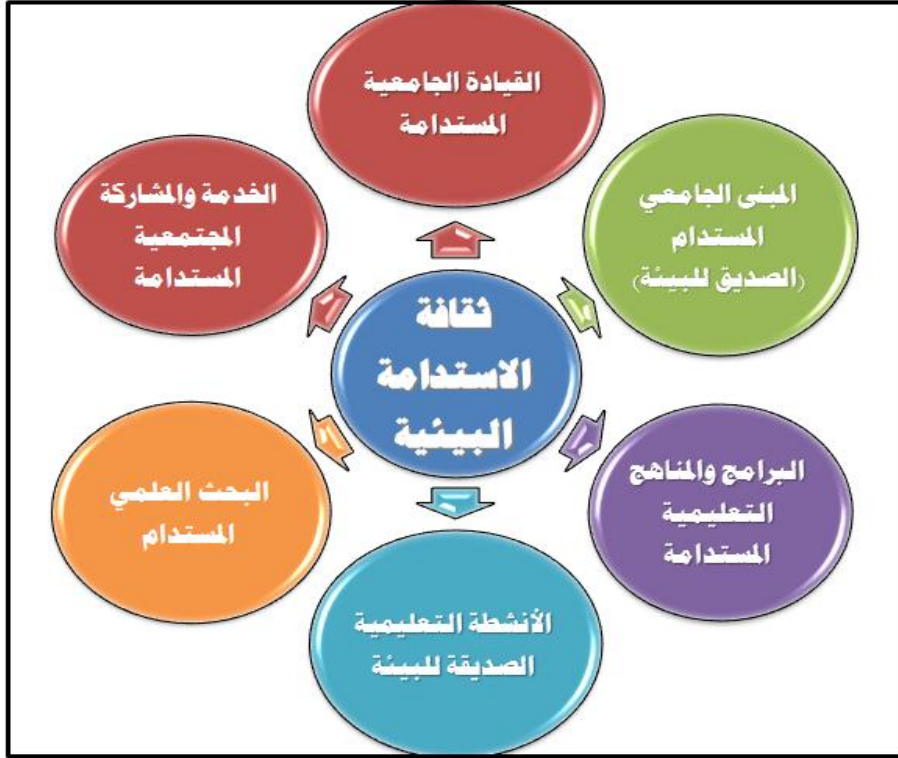 القيادة الجامعية
المستدامة
المبنى الجامعي
المستدام
(الصديق للبيئة)
البرامج والمناهج
التعليمية
المستدامة
الأنشطة التعليمية
الصديقة للبيئة
البحث العلمي
المستدام
الخدمة والمشاركة
المجتمعية
المستدامة
ثقافة
الاستدامة
البيئية